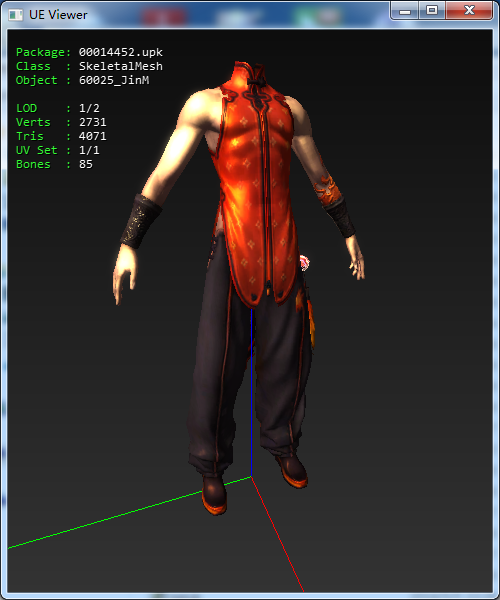 UE Viewer
Package: 00014452.upk
Class : SkeletalMesh
Object : 60025_JinM
LOD : 1/2
Verts : 2731
Tris : 4071
UV Set : 1/1
Bones : 85